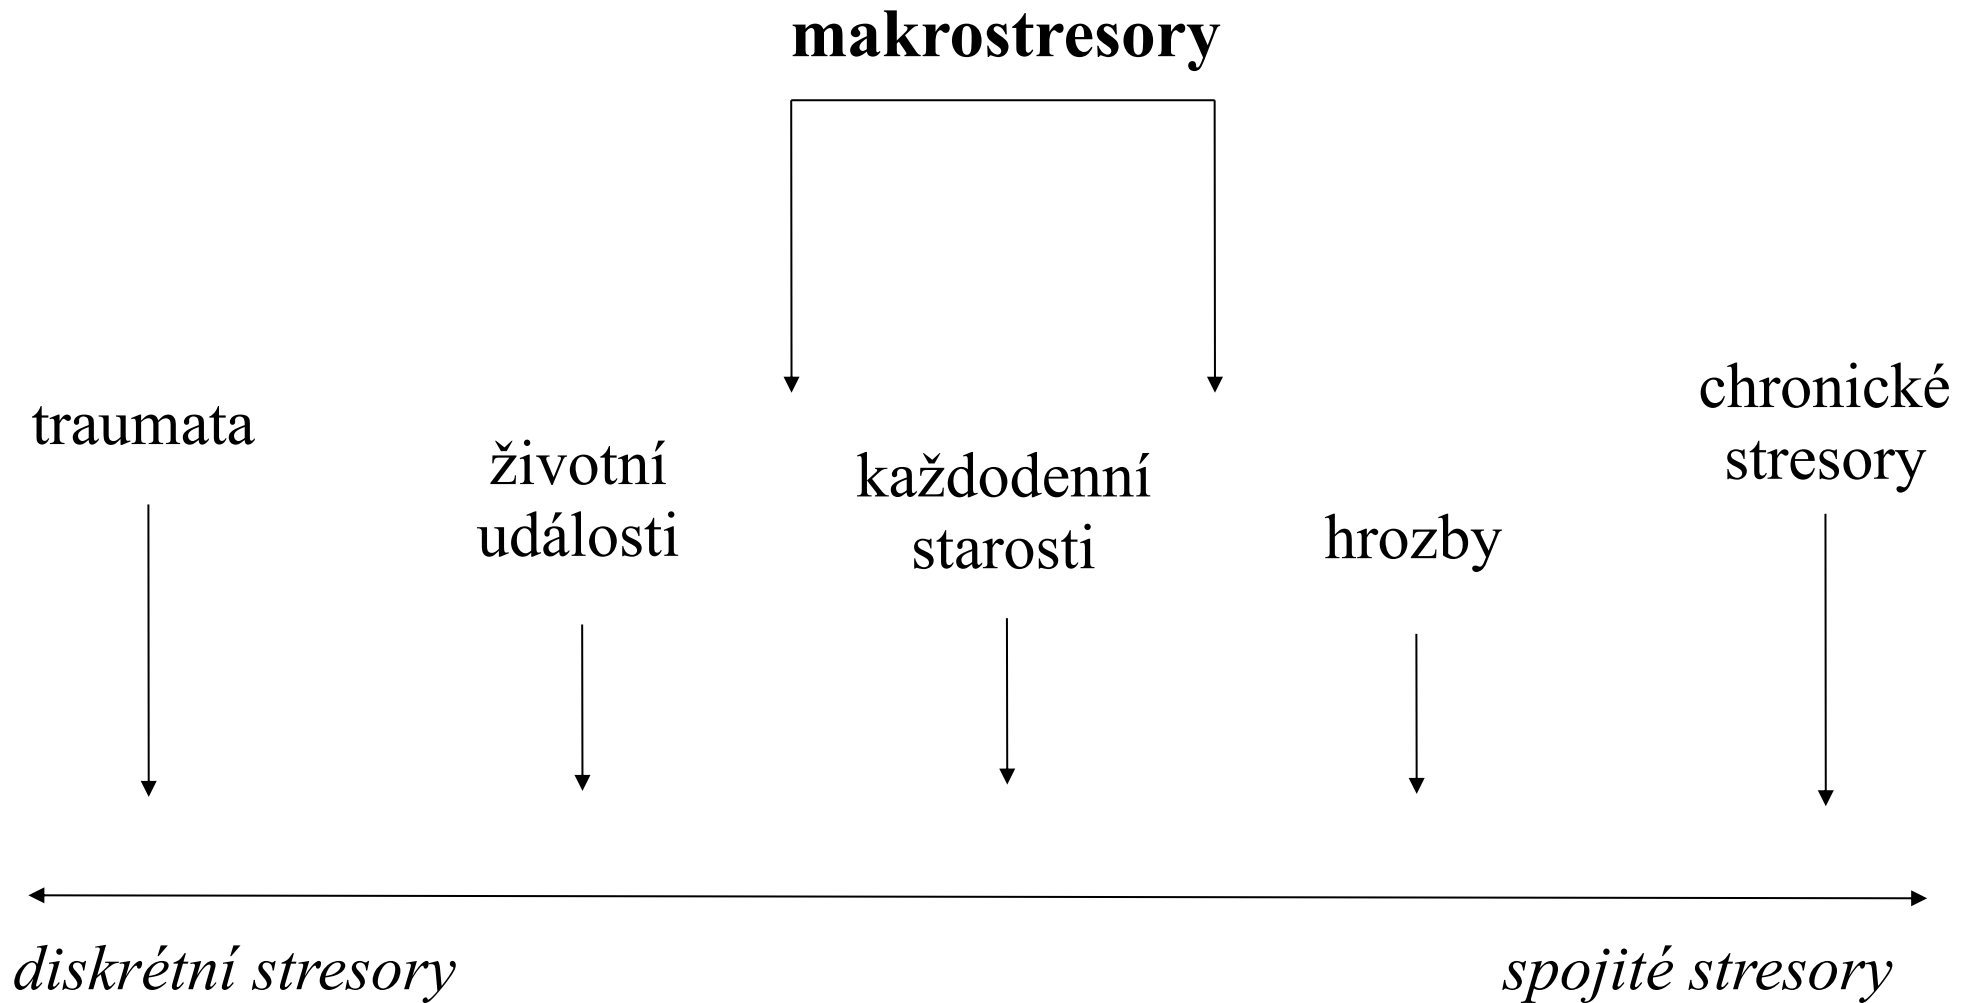 makrostresory
traumata
životní
události
každodenní
starosti
hrozby
chronické
stresory
diskrétní stresory
spojité stresory